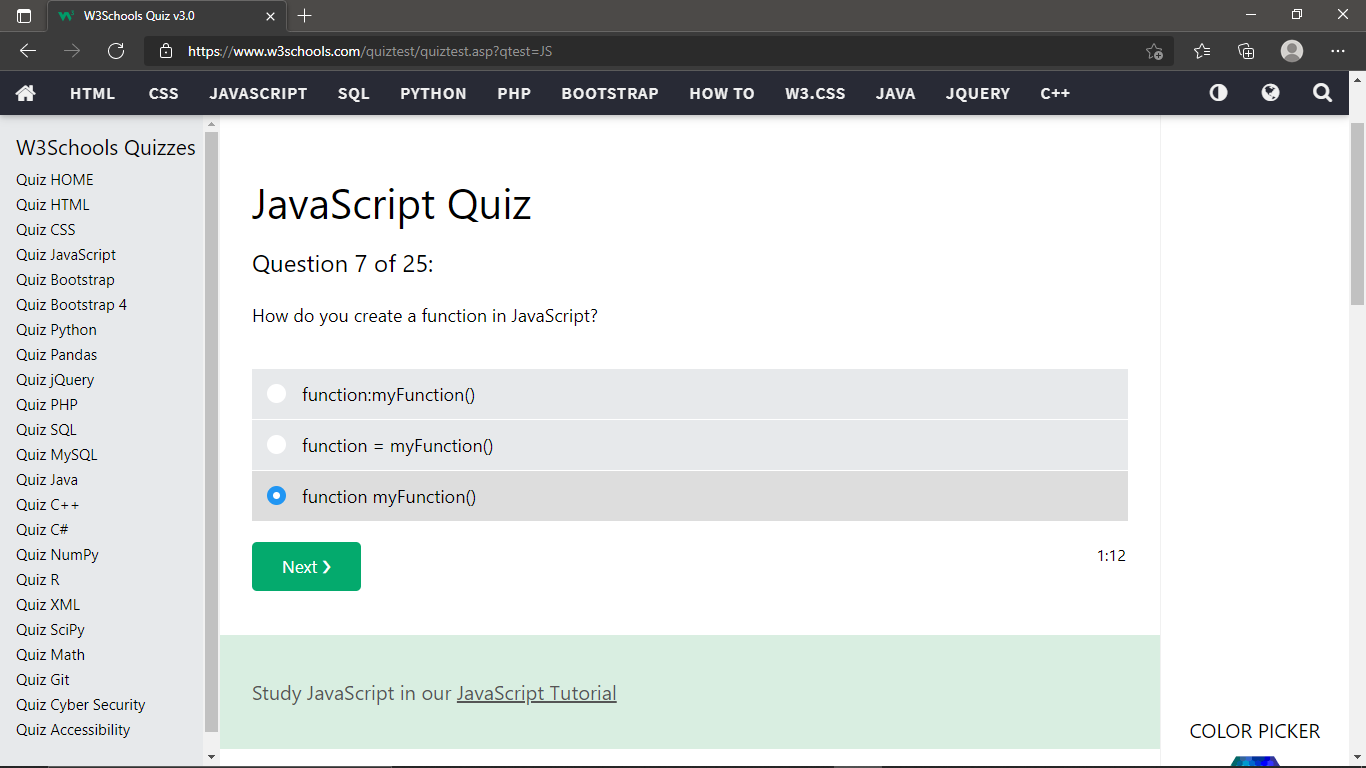 W3Schools Quiz v3.0
https://www.w3schools.com/quiztest/quiztest.asp?qtest=JS
HTML CSS JAVASCRIPT SQL PYTHON PHP BOOTSTRAP HOW TO W3.CSS JAVA JQUERY C++
W3Schools Quizzes
Quiz HOME
Quiz HTML
Quiz CSS
Quiz JavaScript
Quiz Bootstrap
Quiz Bootstrap 4
Quiz Python
Quiz Pandas
Quiz jQuery
Quiz PHP
Quiz SQL
Quiz MySQL
Quiz Java
Quiz C++
Quiz C#
Quiz NumPy
Quiz R
Quiz XML
Quiz SciPy
Quiz Math
Quiz Git
Quiz Cyber Security
Quiz Accessibility
JavaScript Quiz
Question 7 of 25:
How do you create a function in JavaScript?
function:myFunction()
function = myFunction()
function myFunction()
Next ❯
1:12
Study JavaScript in our JavaScript Tutorial
COLOR PICKER